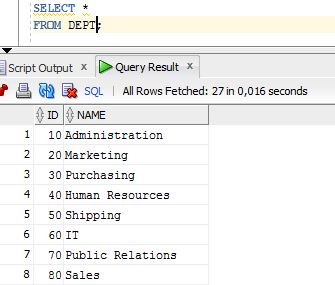 SELECT *
FROM DEPT;
Script Output x Query Result x
SQL | All Rows Fetched: 27 in 0,016 seconds
ID NAME
1 10 Administration
2 20 Marketing
3 30 Purchasing
4 40 Human Resources
5 50 Shipping
6 60 IT
7 70 Public Relations
8 80 Sales